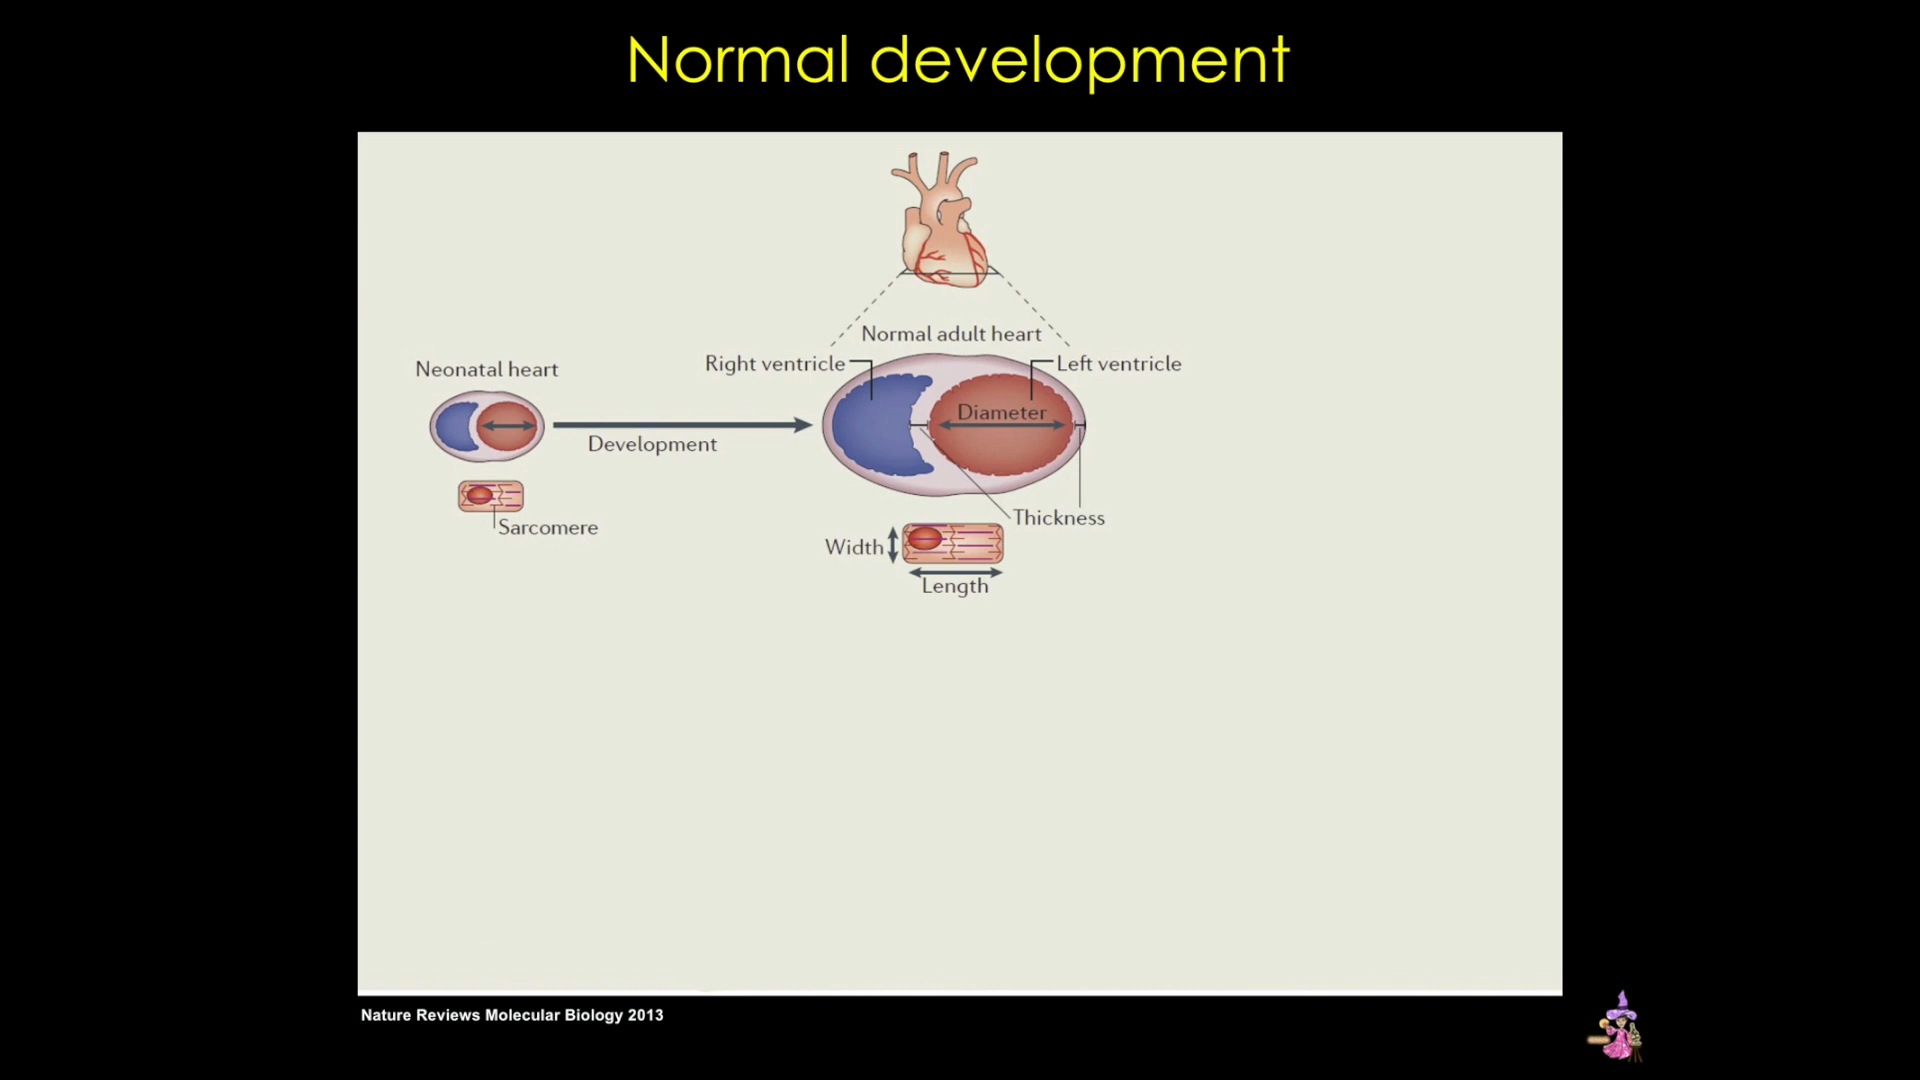 Normal development
Normal adult heart
Neonatal heart
Right ventricle
Left ventricle
Diameter
Development
Thickness
Sarcomere
Width
Length
Nature Reviews Molecular Biology 2013